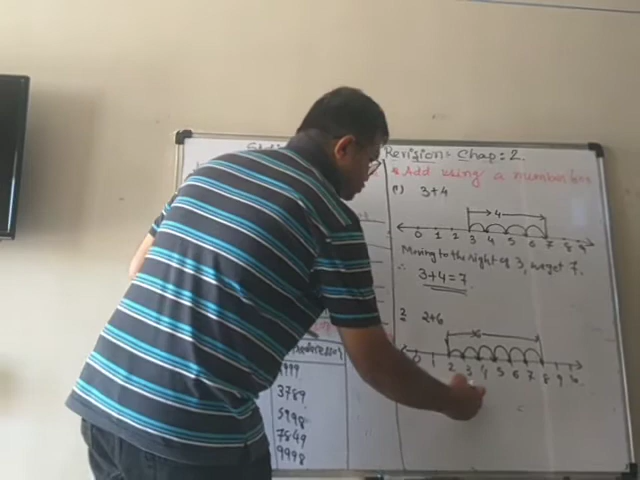 Revision: Chap: 2.
Add using a number line
3+4
4
0 1 2 3 4 5 6 7 8 9
Moving to the right of 3, we get 7.
∴ 3+4=7
2 2+6
6
0 1 2 3 4 5 6 7 8 9 10
3789
5998
7849
9998